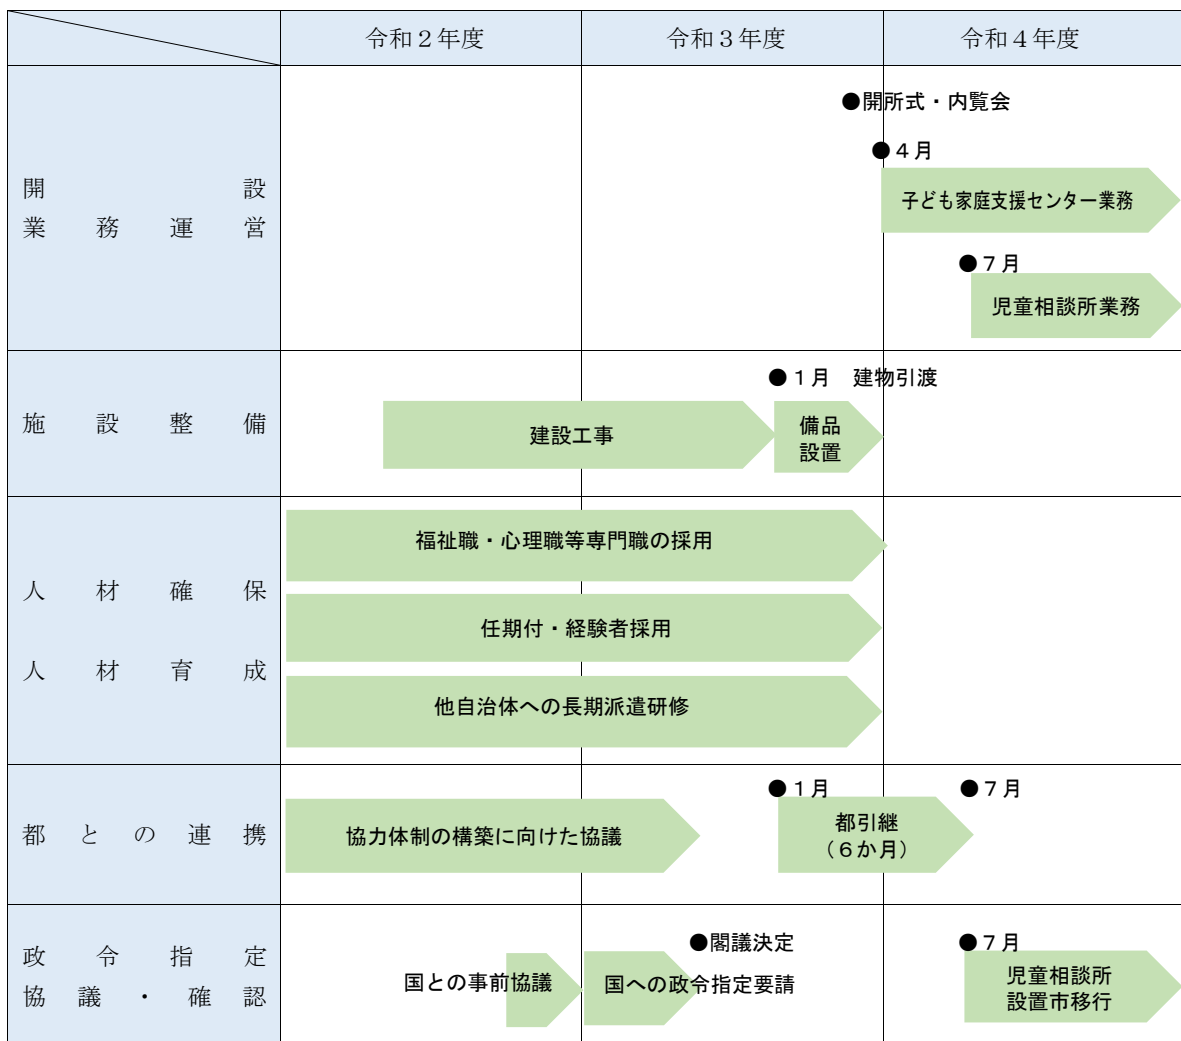 令和２年度
令和３年度
令和４年度
開設
業務運営
●開所式・内覧会
●４月
子ども家庭支援センター業務
●７月
児童相談所業務
施設整備
●１月　建物引渡
建設工事
備品
設置
人材確保
人材育成
福祉職・心理職等専門職の採用
任期付・経験者採用
他自治体への長期派遣研修
都との連携
協力体制の構築に向けた協議
●１月
都引継
（６か月）
●７月
政令指定
協議・確認
国との事前協議
●閣議決定
国への政令指定要請
●７月
児童相談所
設置市移行